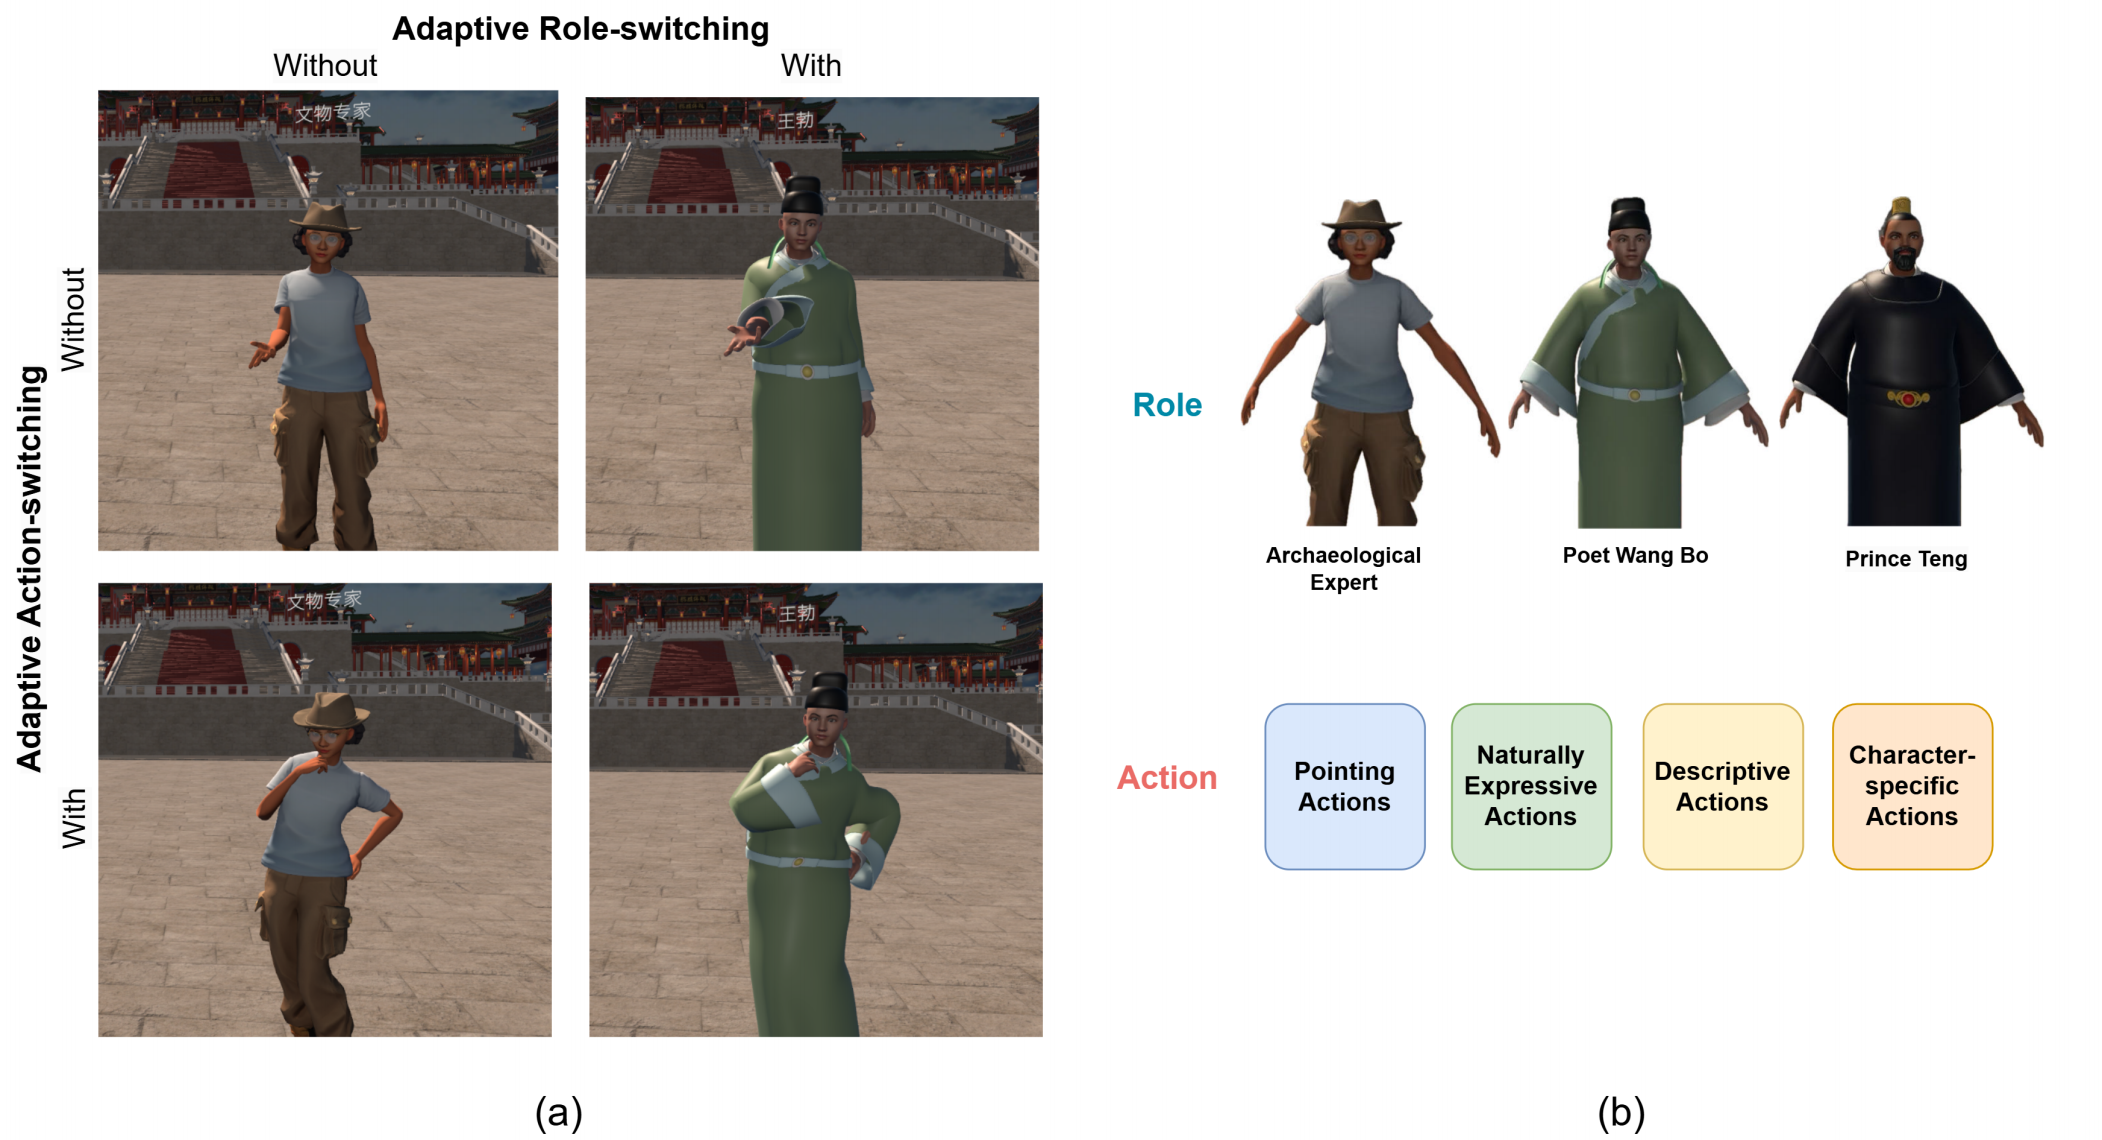 Adaptive Role-switching
Without
With
Adaptive Action-switching
Without
With
文物专家
王勃
文物专家
王勃
(a)
Role
Archaeological
Expert
Poet Wang Bo
Prince Teng
Action
Pointing
Actions
Naturally
Expressive
Actions
Descriptive
Actions
Character-
specific
Actions
(b)